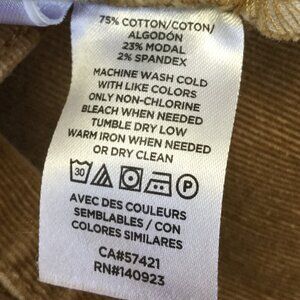 75% COTTON/COTON/
ALGODÓN
23% MODAL
2% SPANDEX
MACHINE WASH COLD
WITH LIKE COLORS
ONLY NON-CHLORINE
BLEACH WHEN NEEDED
TUMBLE DRY LOW
WARM IRON WHEN NEEDED
OR DRY CLEAN
30 P
AVEC DES COULEURS
SEMBLABLES / CON
COLORES SIMILARES
CA#57421
RN#140923